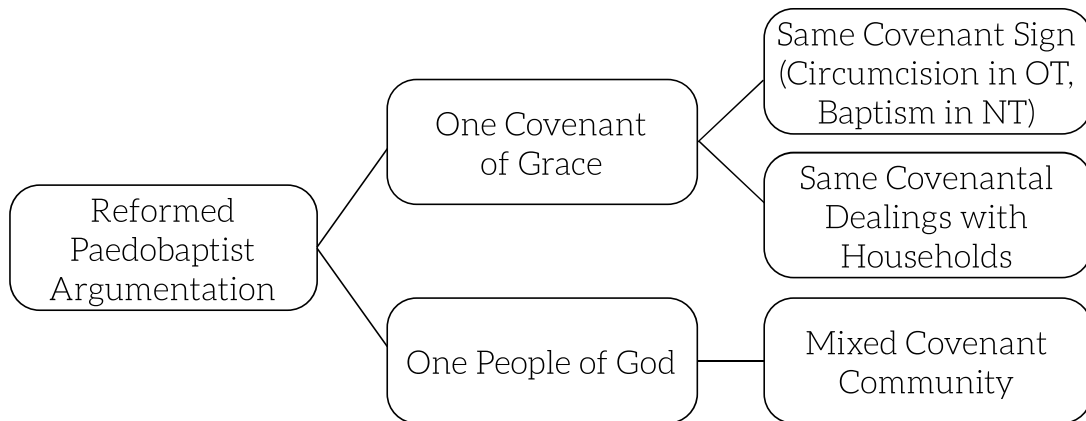 Reformed
Paedobaptist
Argumentation
One Covenant
of Grace
Same Covenant Sign
(Circumcision in OT,
Baptism in NT)
Same Covenantal
Dealings with
Households
One People of God
Mixed Covenant
Community